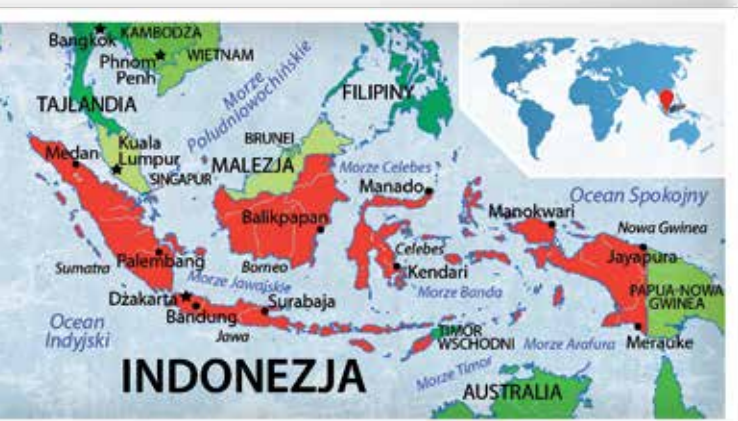 Bangkok
KAMBODŻA
Phnom
Penh
WIETNAM
TAJLANDIA
Morze
Południowochińskie
FILIPINY
Kuala
Lumpur
Medan
SINGAPUR
BRUNEI
MALEZJA
Morze Celebes
Manado
Ocean Spokojny
Manokwari
Nowa Gwinea
Balikpapan
Celebes
Jayapura
Sumatra
Palembang
Borneo
Kendari
PAPUA-NOWA
GWINEA
Morze Jawajskie
Morze Banda
Dżakarta
Bandung
Surabaja
Ocean
Indyjski
Jawa
TIMOR
WSCHODNI
Morze Arafura
Merauke
INDONEZJA
Morze Timor
AUSTRALIA